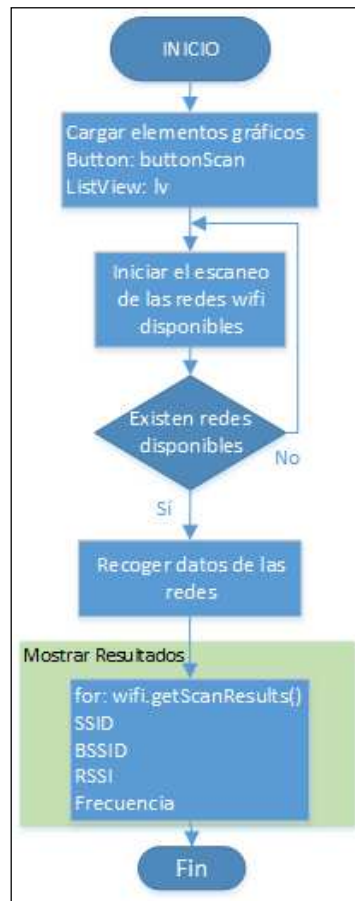 INICIO
Cargar elementos gráficos
Button: buttonScan
ListView: lv
Iniciar el escaneo
de las redes wifi
disponibles
Existen redes
disponibles
No
Sí
Recoger datos de las
redes
Mostrar Resultados
for: wifi.getScanResults()
SSID
BSSID
RSSI
Frecuencia
Fin